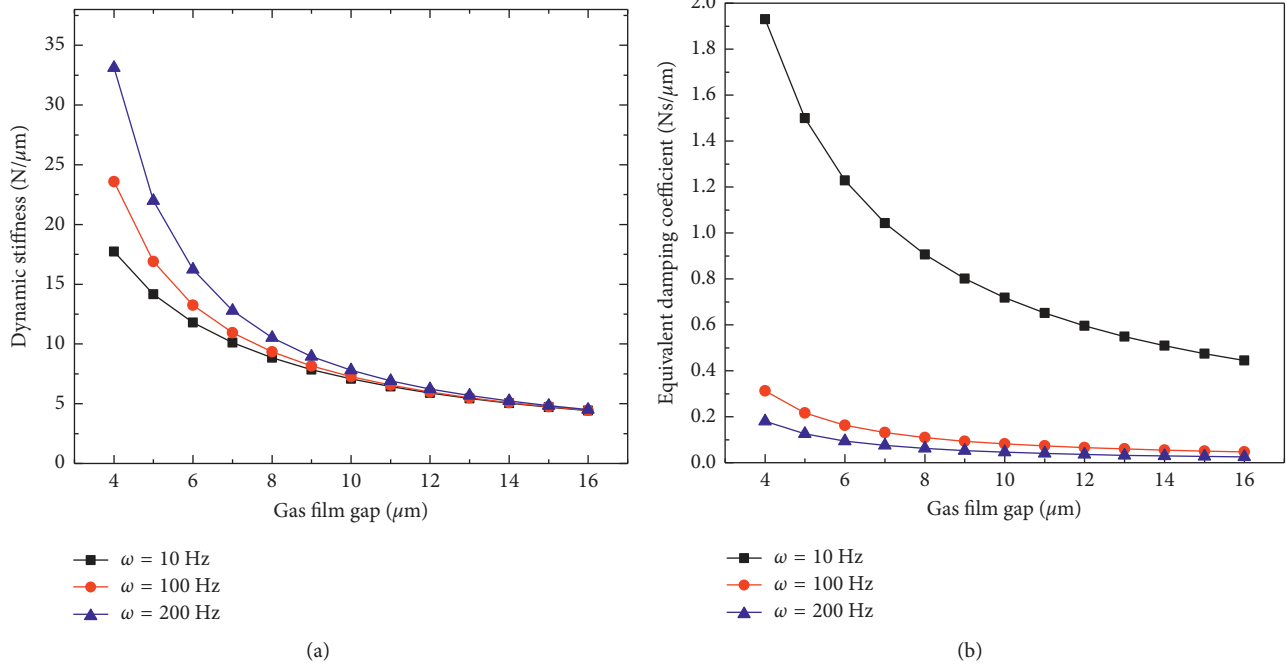 Dynamic stiffness (N/μm)
35
30
25
20
15
10
5
0
4 6 8 10 12 14 16
Gas film gap (μm)
ω = 10 Hz
ω = 100 Hz
ω = 200 Hz
(a)
Equivalent damping coefficient (Ns/μm)
2.0
1.8
1.6
1.4
1.2
1.0
0.8
0.6
0.4
0.2
0.0
4 6 8 10 12 14 16
Gas film gap (μm)
ω = 10 Hz
ω = 100 Hz
ω = 200 Hz
(b)